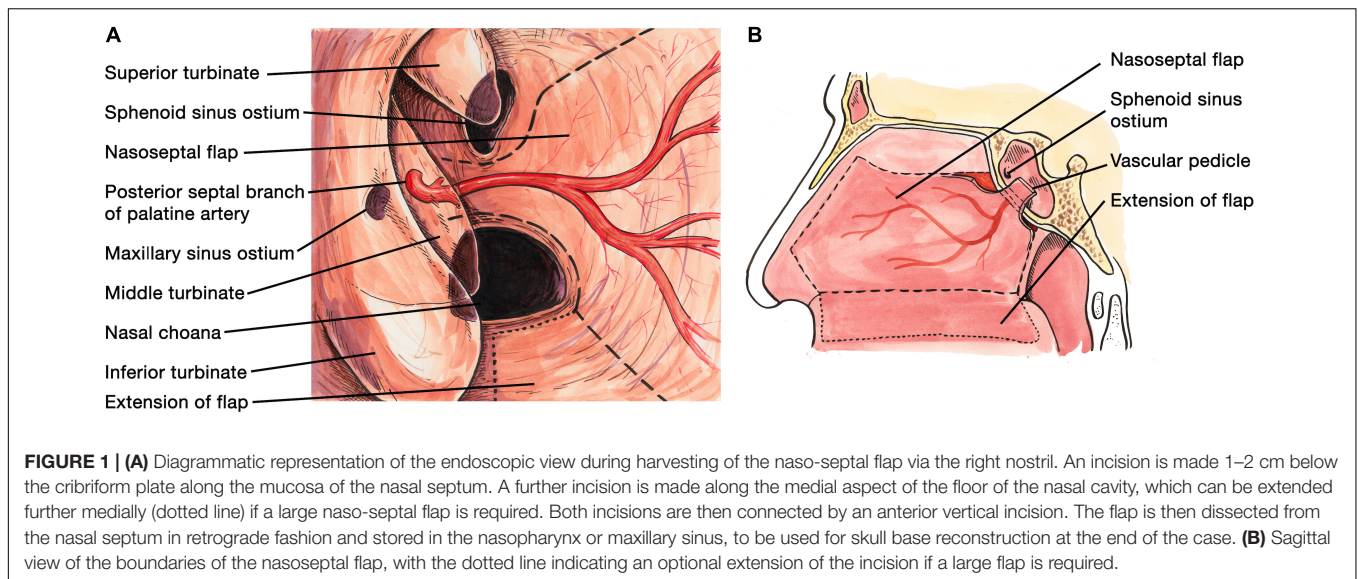 A
Superior turbinate
Sphenoid sinus ostium
Nasoseptal flap
Posterior septal branch
of palatine artery
Maxillary sinus ostium
Middle turbinate
Nasal choana
Inferior turbinate
Extension of flap
B
Nasoseptal flap
Sphenoid sinus
ostium
Vascular pedicle
Extension of flap
FIGURE 1 | (A) Diagrammatic representation of the endoscopic view during harvesting of the naso-septal flap via the right nostril. An incision is made 1–2 cm below
the cribriform plate along the mucosa of the nasal septum. A further incision is made along the medial aspect of the floor of the nasal cavity, which can be extended
further medially (dotted line) if a large naso-septal flap is required. Both incisions are then connected by an anterior vertical incision. The flap is then dissected from
the nasal septum in retrograde fashion and stored in the nasopharynx or maxillary sinus, to be used for skull base reconstruction at the end of the case. (B) Sagittal
view of the boundaries of the nasoseptal flap, with the dotted line indicating an optional extension of the incision if a large flap is required.